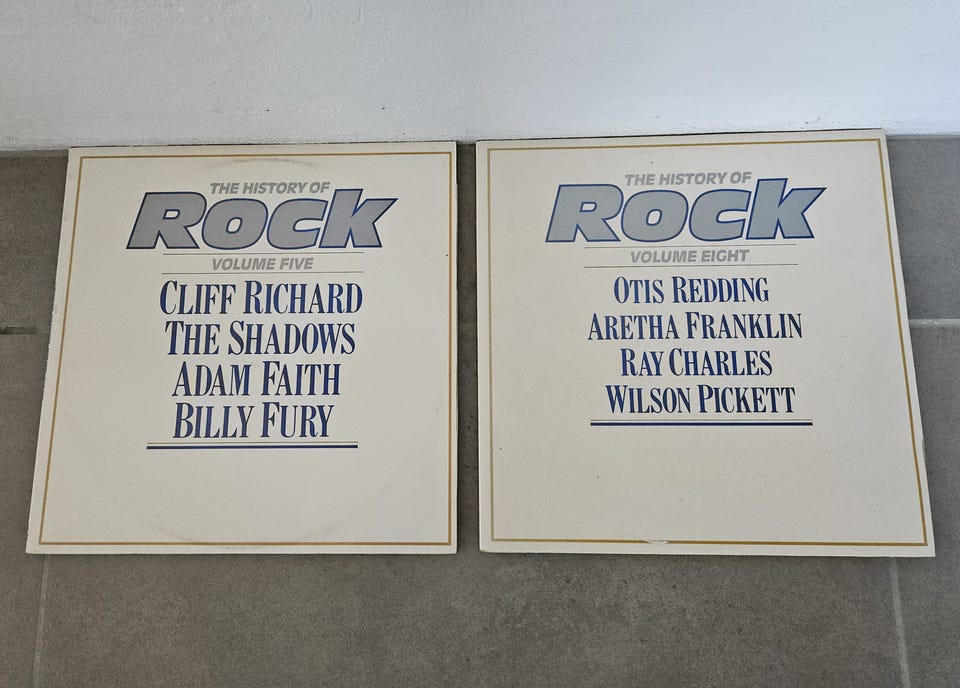 THE HISTORY OF
Rock
VOLUME FIVE
CLIFF RICHARD
THE SHADOWS
ADAM FAITH
BILLY FURY
THE HISTORY OF
Rock
VOLUME EIGHT
OTIS REDDING
ARETHA FRANKLIN
RAY CHARLES
WILSON PICKETT